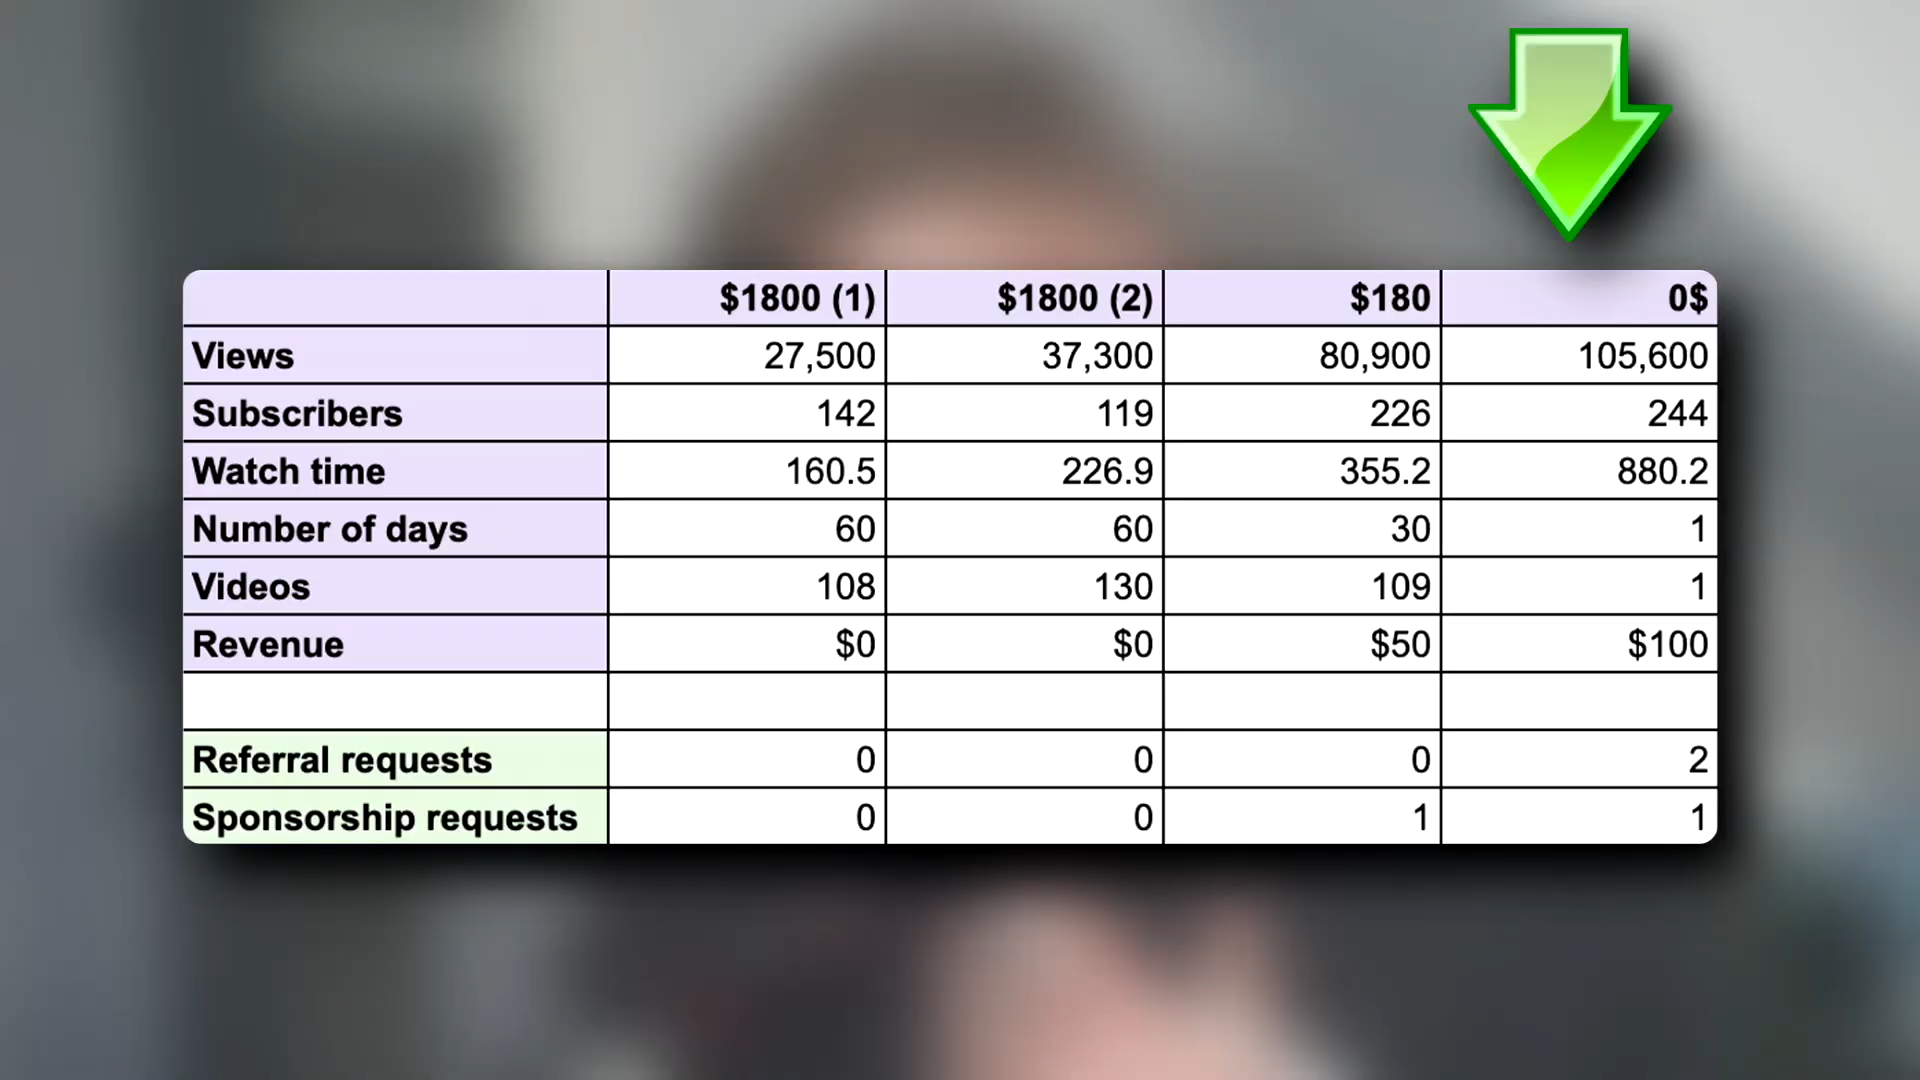 $1800 (1) $1800 (2) $180 0$
Views 27,500 37,300 80,900 105,600
Subscribers 142 119 226 244
Watch time 160.5 226.9 355.2 880.2
Number of days 60 60 30 1
Videos 108 130 109 1
Revenue $0 $0 $50 $100
Referral requests 0 0 0 2
Sponsorship requests 0 0 1 1